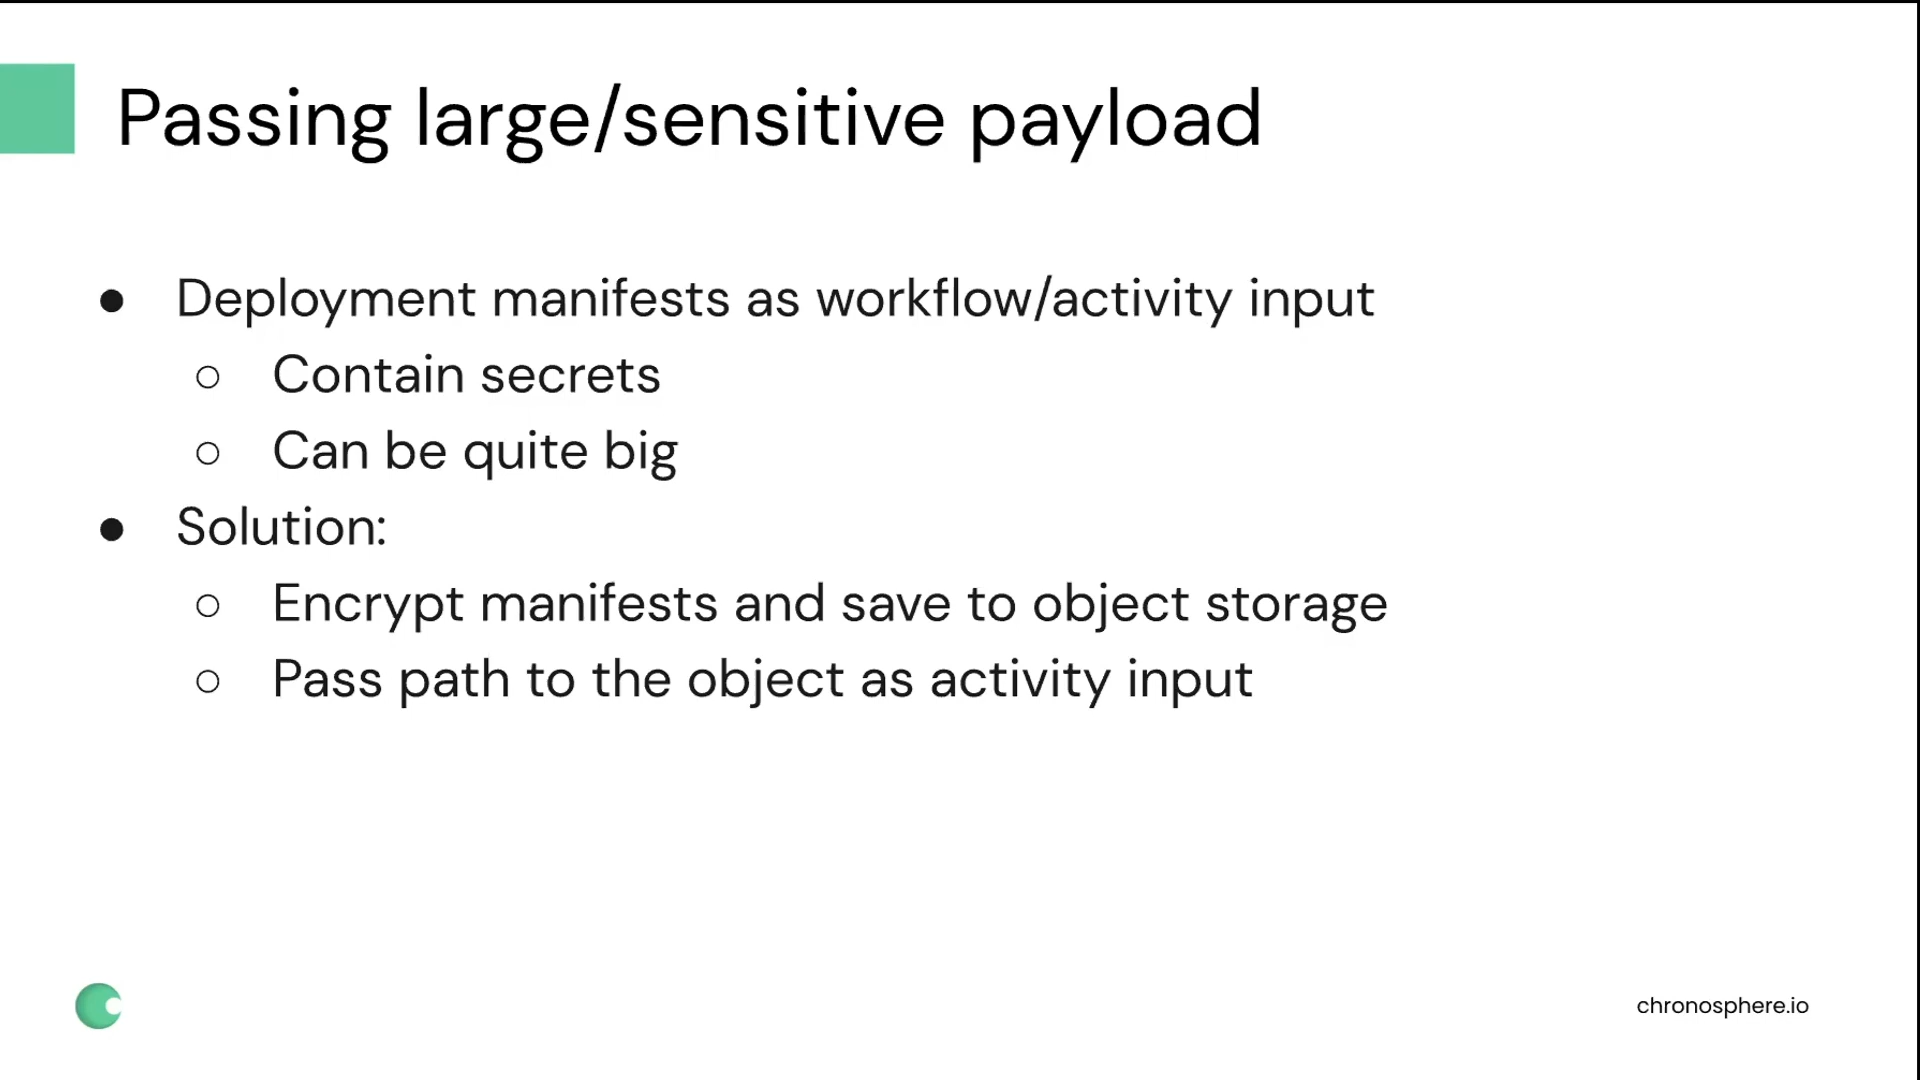 Passing large/sensitive payload
● Deployment manifests as workflow/activity input
○ Contain secrets
○ Can be quite big
● Solution:
○ Encrypt manifests and save to object storage
○ Pass path to the object as activity input
chronosphere.io